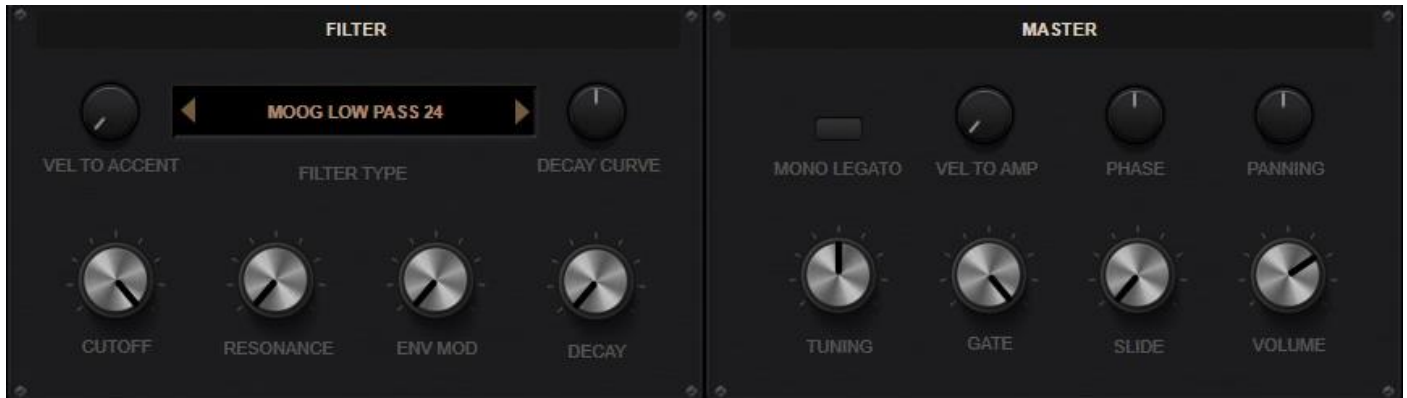 FILTER
MASTER
MOOG LOW PASS 24
VEL TO ACCENT
FILTER TYPE
DECAY CURVE
MONO LEGATO
VEL TO AMP
PHASE
PANNING
CUTOFF
RESONANCE
ENV MOD
DECAY
TUNING
GATE
SLIDE
VOLUME